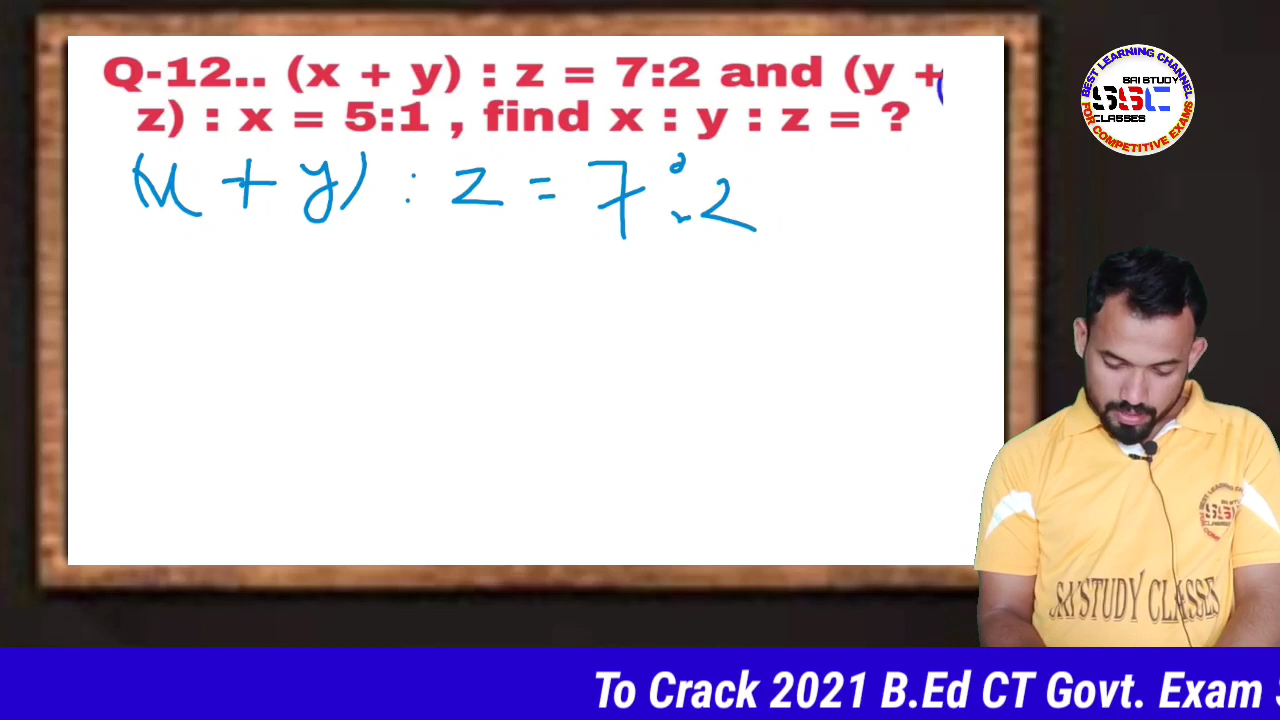 Q-12.. (x + y) : z = 7:2 and (y +
z) : x = 5:1 , find x : y : z = ?
(x + y) : z = 7 : 2
BEST LEARNING CHANNEL
SAI STUDY
SSC
CLASSES
FOR COMPETITIVE EXAMS
SSC
SAI STUDY CLASSES
To Crack 2021 B.Ed CT Govt. Exam